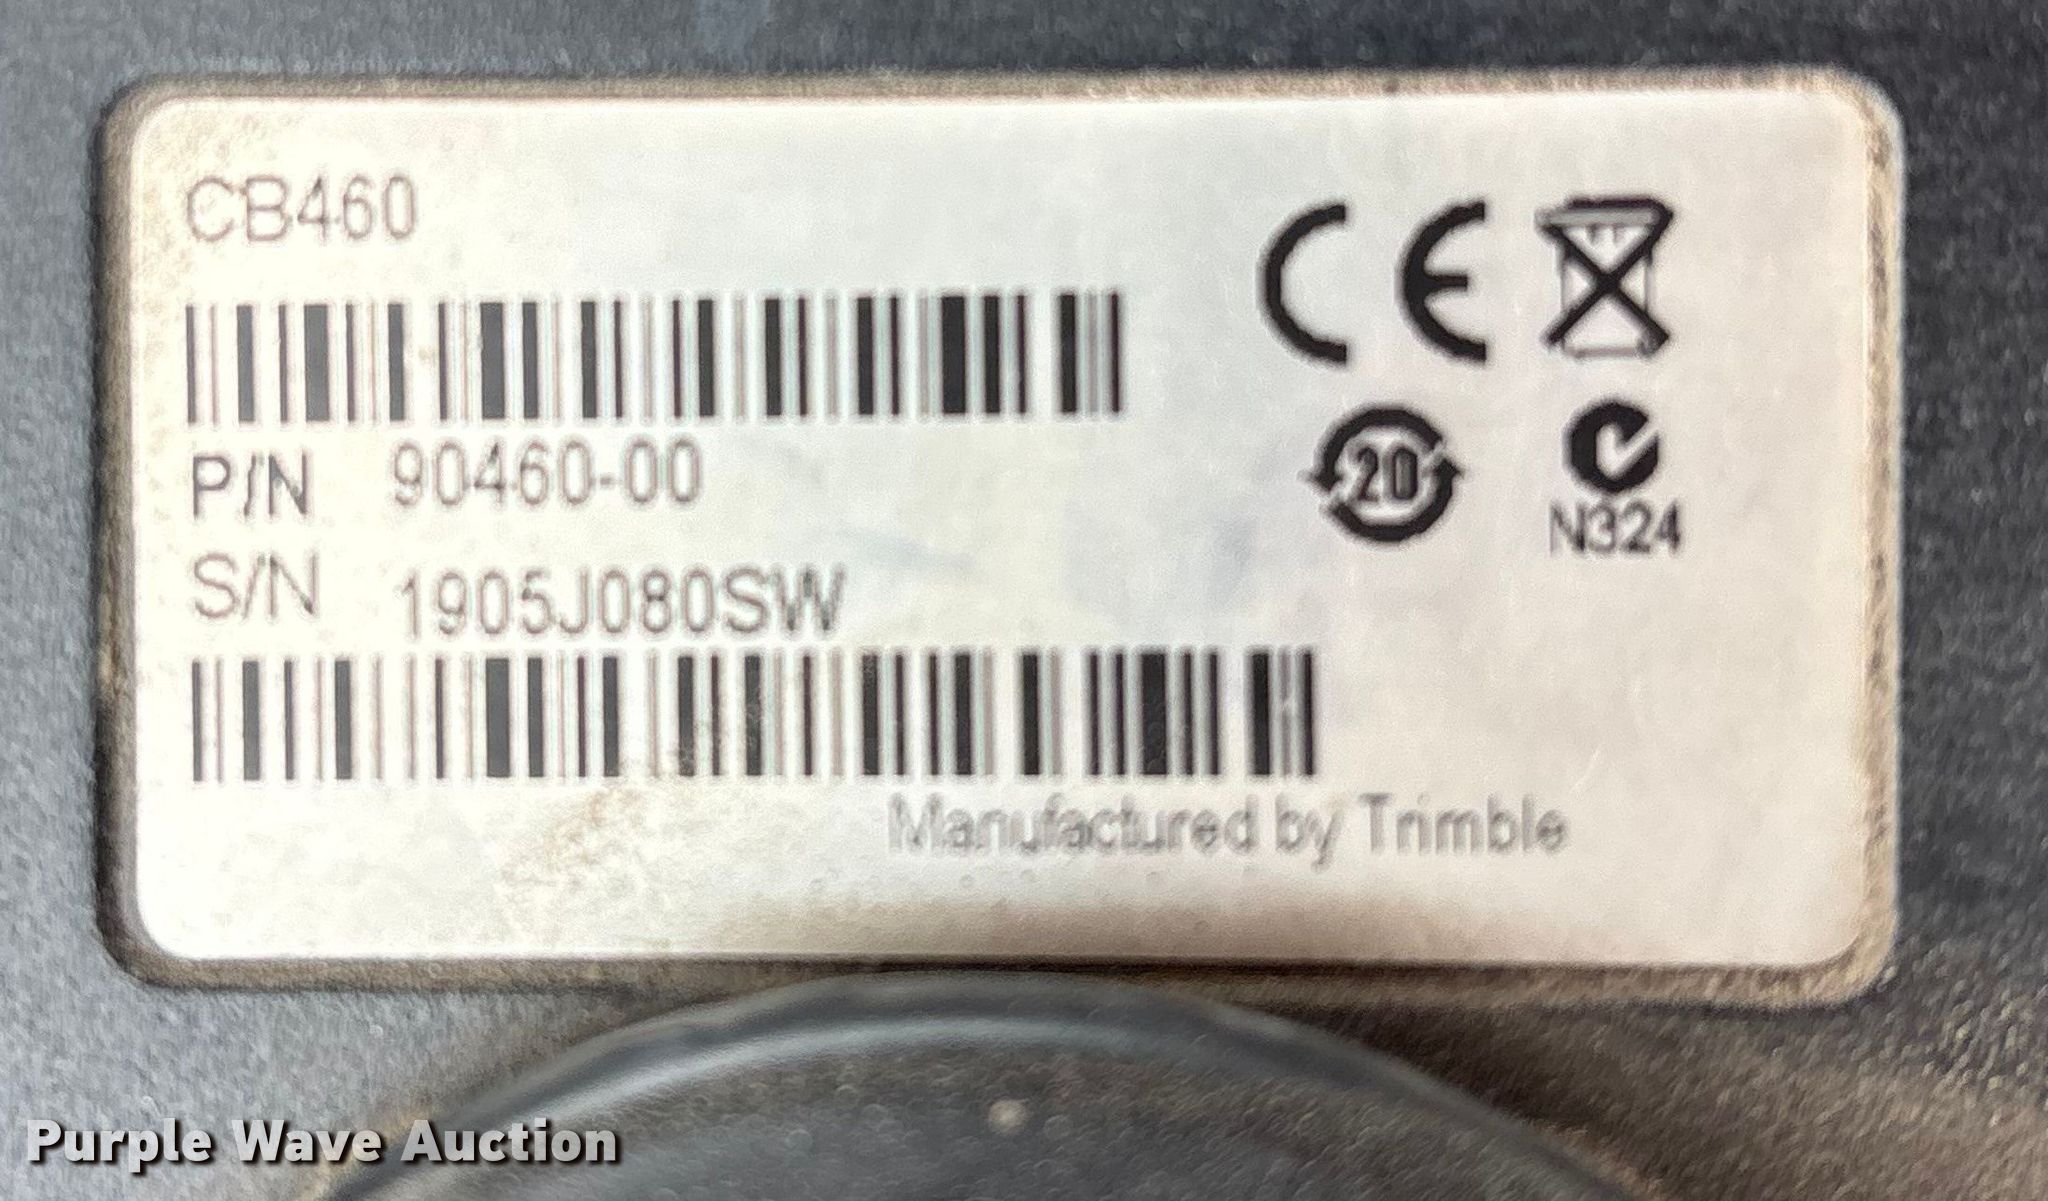 CB460
CE
P/N 90460-00
20
N324
S/N 1905J080SW
Manufactured by Trimble
Purple Wave Auction